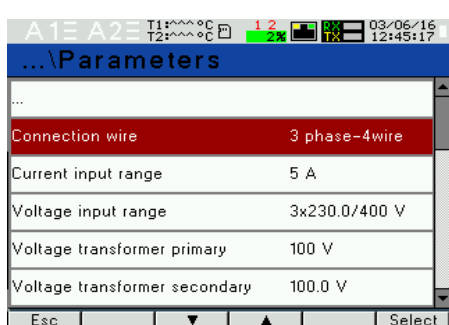 A1Ξ A2Ξ T1:^^^ °C 1 2 RX 03/06/16
T2:^^^ °C 2% TX 12:45:17
...\Parameters
...
Connection wire 3 phase-4wire
Current input range 5 A
Voltage input range 3x230.0/400 V
Voltage transformer primary 100 V
Voltage transformer secondary 100.0 V
Esc ▼ ▲ Select